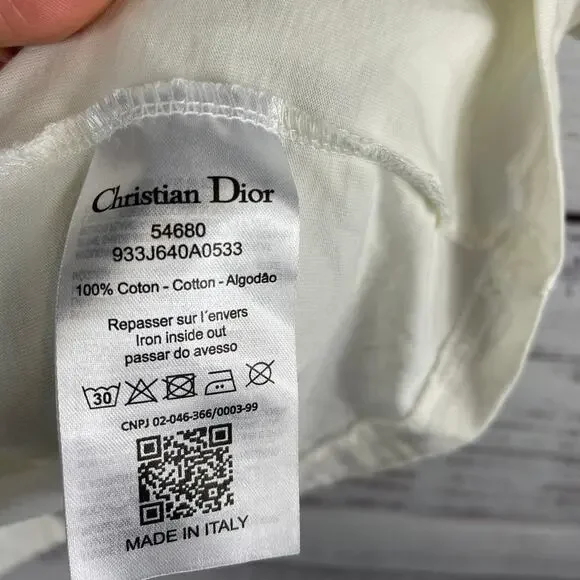 Christian Dior
54680
933J640A0533
100% Coton - Cotton - Algodão
Repasser sur l'envers
Iron inside out
passar do avesso
30
CNPJ 02-046-366/0003-99
MADE IN ITALY